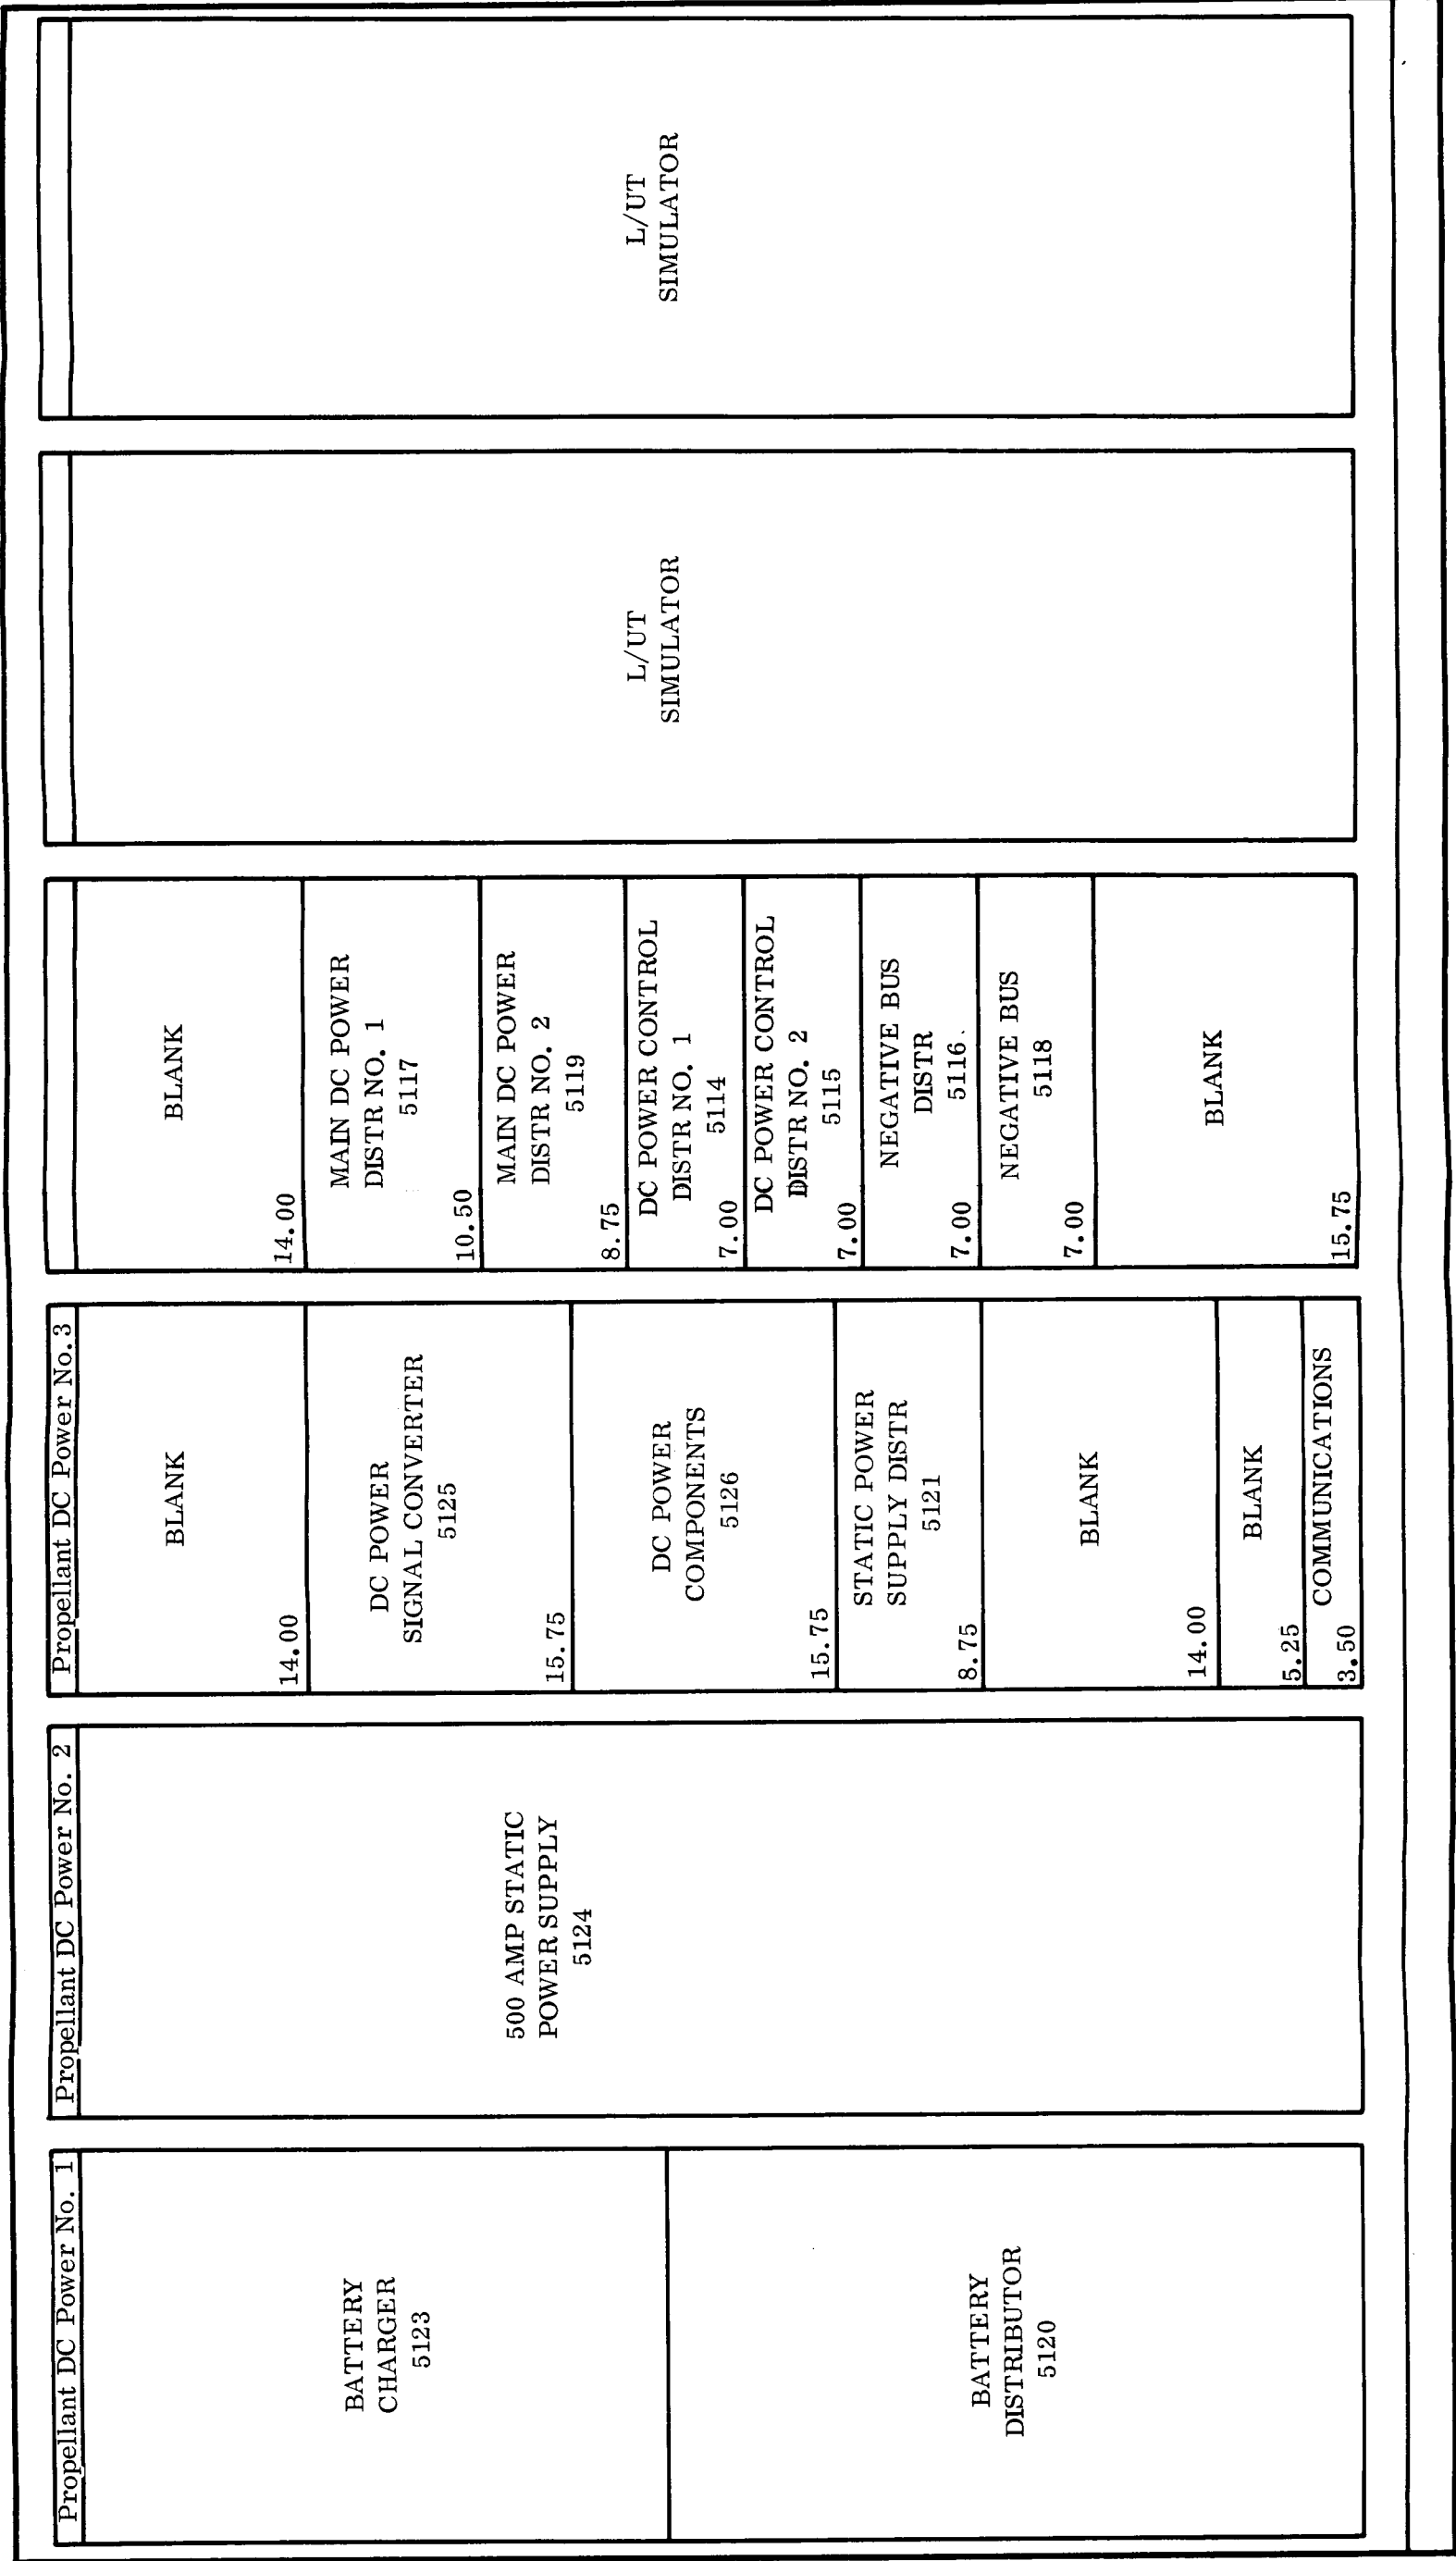 Propellant DC Power No. 1
BATTERY
CHARGER
5123
BATTERY
DISTRIBUTOR
5120
Propellant DC Power No. 2
500 AMP STATIC
POWER SUPPLY
5124
Propellant DC Power No. 3
BLANK
14.00
DC POWER
SIGNAL CONVERTER
5125
15.75
DC POWER
COMPONENTS
5126
15.75
STATIC POWER
SUPPLY DISTR
5121
8.75
BLANK
14.00
BLANK
5.25
COMMUNICATIONS
3.50
BLANK
14.00
MAIN DC POWER
DISTR NO. 1
5117
10.50
MAIN DC POWER
DISTR NO. 2
5119
8.75
DC POWER CONTROL
DISTR NO. 1
5114
7.00
DC POWER CONTROL
DISTR NO. 2
5115
7.00
NEGATIVE BUS
DISTR
5116
7.00
NEGATIVE BUS
5118
7.00
BLANK
15.75
L/UT
SIMULATOR
L/UT
SIMULATOR